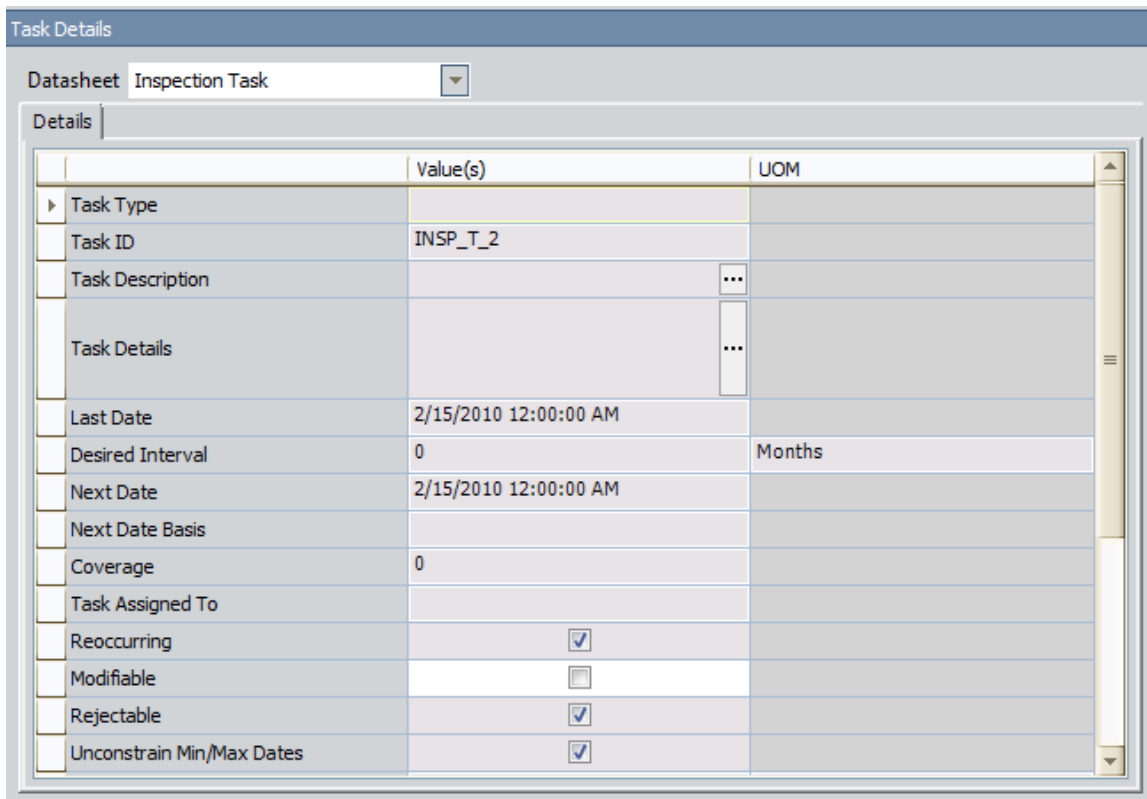 Task Details
Datasheet Inspection Task
Details
Value(s) UOM
Task Type
Task ID INSP_T_2
Task Description ...
Task Details ...
Last Date 2/15/2010 12:00:00 AM
Desired Interval 0 Months
Next Date 2/15/2010 12:00:00 AM
Next Date Basis
Coverage 0
Task Assigned To
Reoccurring
Modifiable
Rejectable
Unconstrain Min/Max Dates